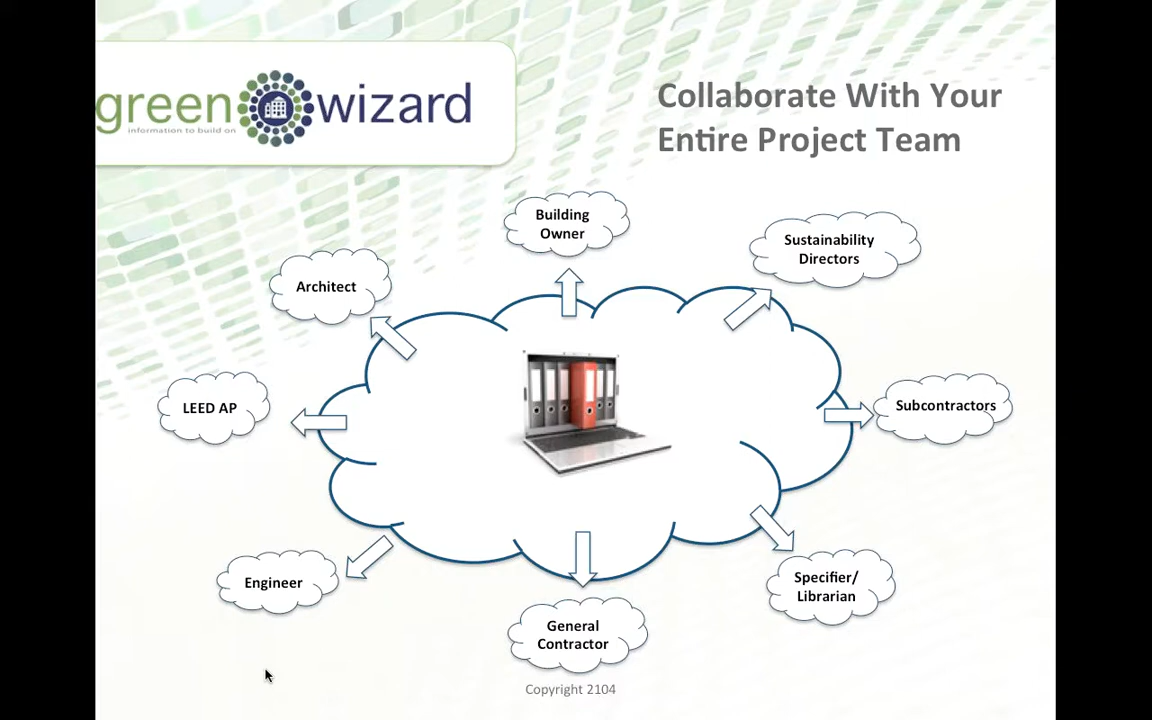 green wizard
information to build on
Collaborate With Your
Entire Project Team
Building
Owner
Sustainability
Directors
Architect
LEED AP
Subcontractors
Engineer
Specifier/
Librarian
General
Contractor
Copyright 2104